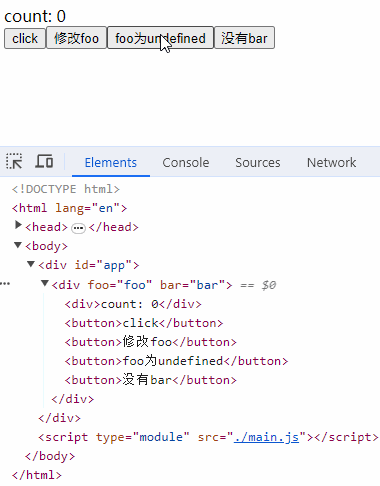 count: 0
click 修改foo foo为undefined 没有bar
Elements Console Sources Network
<!DOCTYPE html>
<html lang="en">
<head> ••• </head>
<body>
<div id="app">
••• <div foo="foo" bar="bar"> == $0
<div>count: 0</div>
<button>click</button>
<button>修改foo</button>
<button>foo为undefined</button>
<button>没有bar</button>
</div>
</div>
<script type="module" src="./main.js"></script>
</body>
</html>